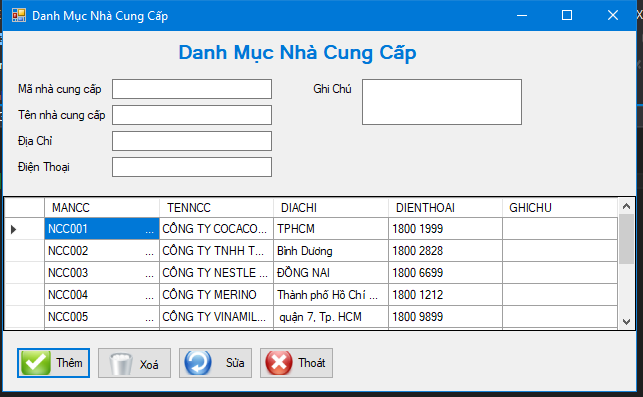 Danh Mục Nhà Cung Cấp
Danh Mục Nhà Cung Cấp
Mã nhà cung cấp Ghi Chú
Tên nhà cung cấp
Địa Chỉ
Điện Thoại
MANCC TENNCC DIACHI DIENTHOAI GHICHU
NCC001 ... CÔNG TY COCACO... TPHCM 1800 1999
NCC002 ... CÔNG TY TNHH T... Bình Dương 1800 2828
NCC003 ... CÔNG TY NESTLE ... ĐỒNG NAI 1800 6699
NCC004 ... CÔNG TY MERINO Thành phố Hồ Chí ... 1800 1212
NCC005 ... CÔNG TY VINAMIL... quận 7, Tp. HCM 1800 9899
Thêm Xoá Sửa Thoát